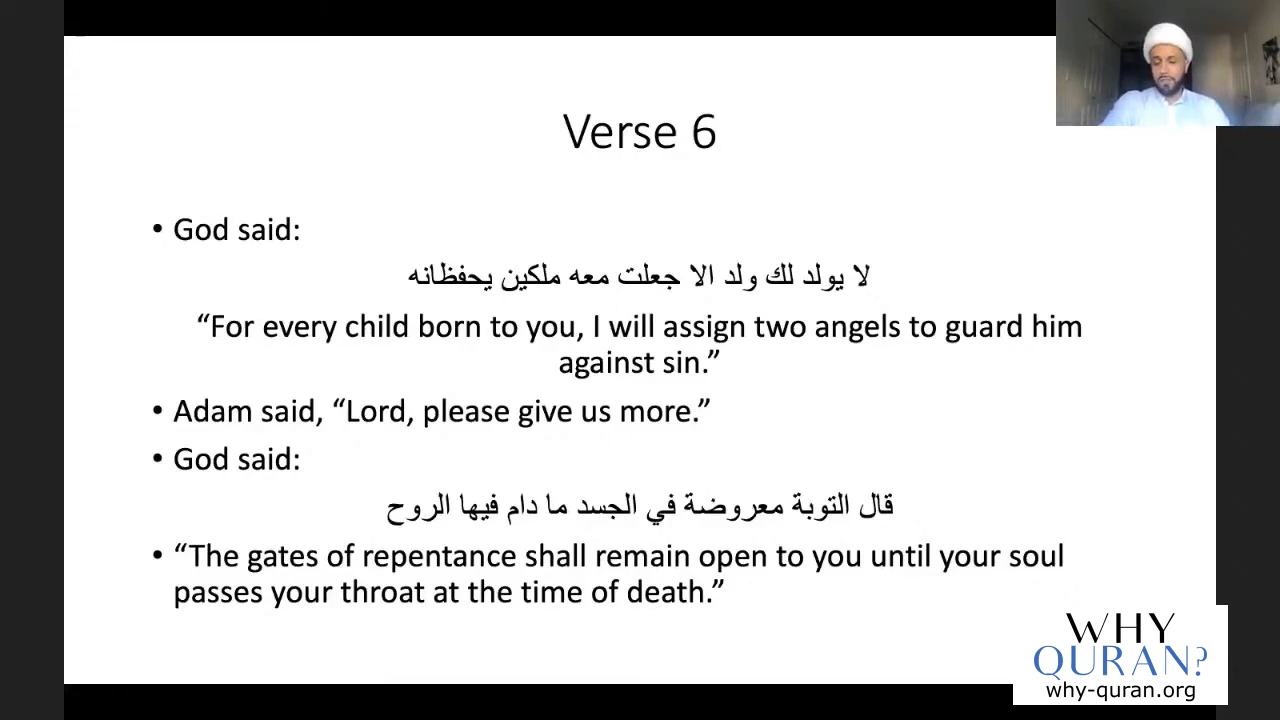 Verse 6
• God said:
لا يولد لك ولد الا جعلت معه ملكين يحفظانه
“For every child born to you, I will assign two angels to guard him
against sin.”
• Adam said, “Lord, please give us more.”
• God said:
قال التوبة معروضة في الجسد ما دام فيها الروح
• “The gates of repentance shall remain open to you until your soul
passes your throat at the time of death.”
WHY
QURAN?
why-quran.org